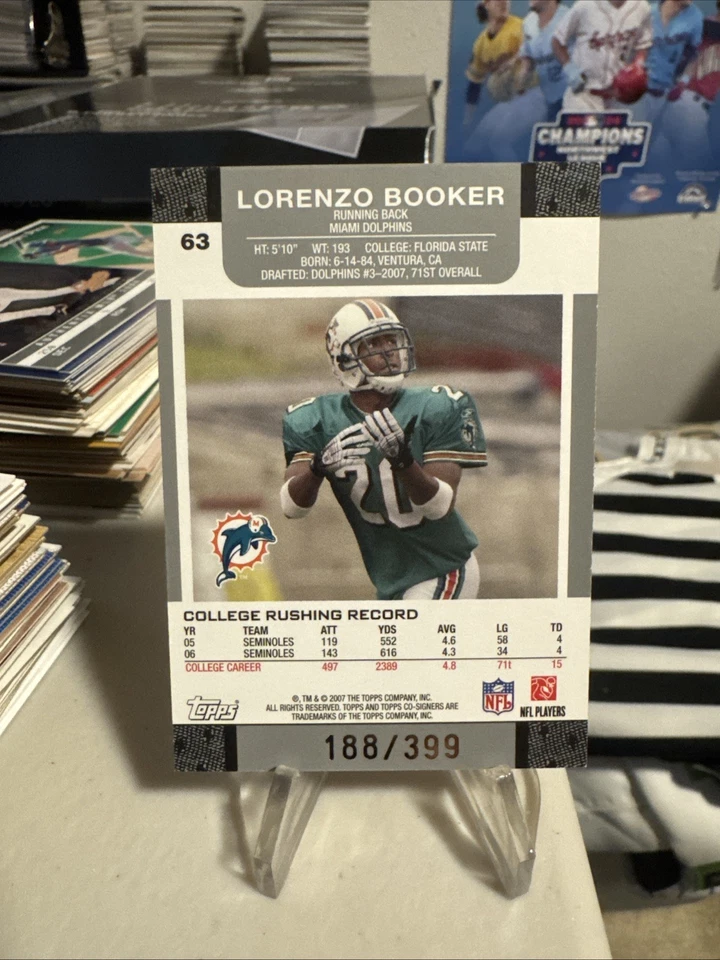 CHAMPIONS
LORENZO BOOKER
RUNNING BACK
MIAMI DOLPHINS
63
HT: 5'10" WT: 193 COLLEGE: FLORIDA STATE
BORN: 6-14-84, VENTURA, CA
DRAFTED: DOLPHINS #3–2007, 71ST OVERALL
20
20
M
TM
COLLEGE RUSHING RECORD
YR TEAM ATT YDS AVG LG TD
05 SEMINOLES 119 552 4.6 58 4
06 SEMINOLES 143 616 4.3 34 4
COLLEGE CAREER 497 2389 4.8 71t 15
Topps
®, TM & © 2007 THE TOPPS COMPANY, INC.
ALL RIGHTS RESERVED. TOPPS AND TOPPS CO-SIGNERS ARE
TRADEMARKS OF THE TOPPS COMPANY, INC.
NFL
NFL PLAYERS
188/399